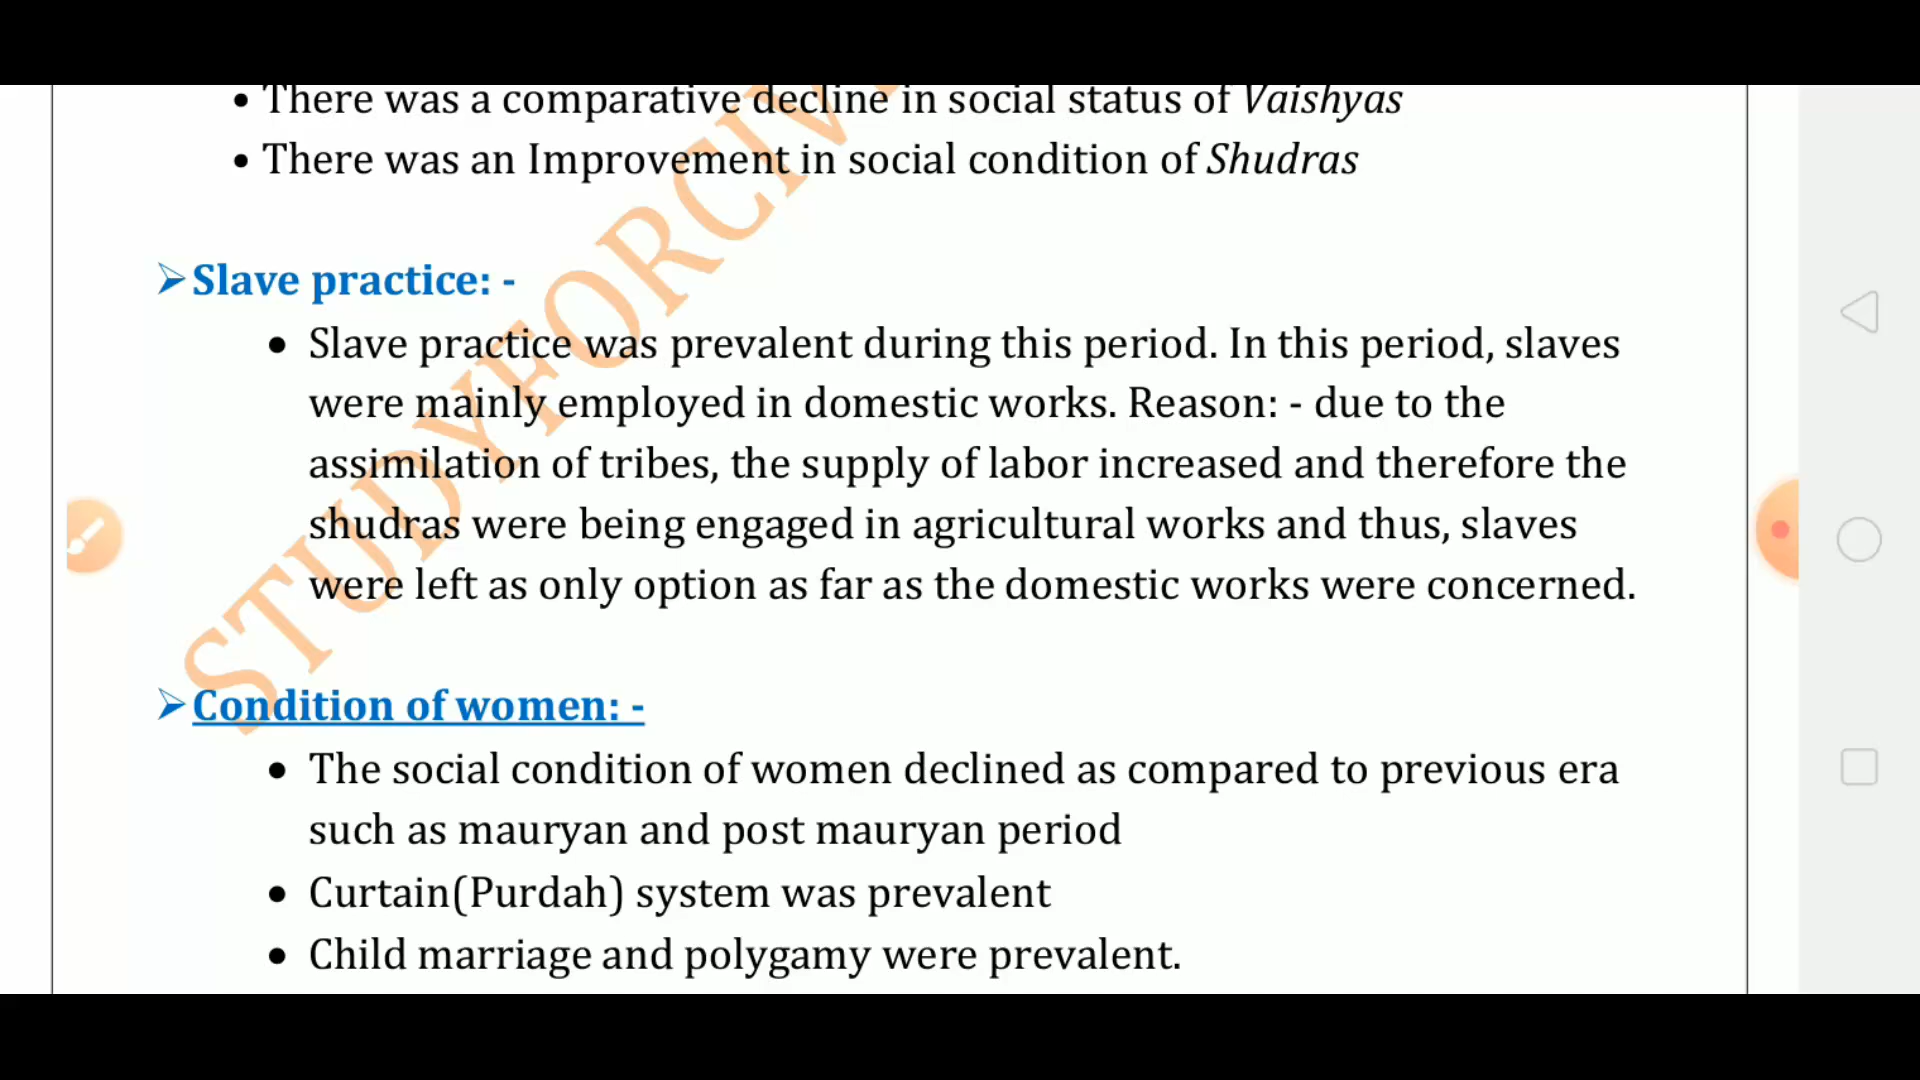 • There was a comparative decline in social status of Vaishyas
• There was an Improvement in social condition of Shudras
➢ Slave practice: -
• Slave practice was prevalent during this period. In this period, slaves
were mainly employed in domestic works. Reason: - due to the
assimilation of tribes, the supply of labor increased and therefore the
shudras were being engaged in agricultural works and thus, slaves
were left as only option as far as the domestic works were concerned.
➢ Condition of women: -
• The social condition of women declined as compared to previous era
such as mauryan and post mauryan period
• Curtain(Purdah) system was prevalent
• Child marriage and polygamy were prevalent.
STUDYFORCIV